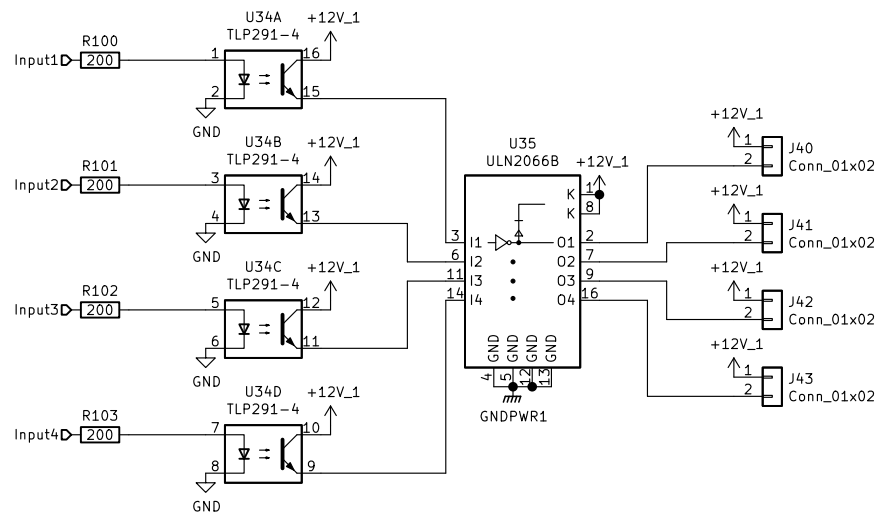 U34A
TLP291-4
+12V_1
R100
Input1
200
1
16
2
15
GND
U34B
TLP291-4
+12V_1
R101
Input2
200
3
14
4
13
GND
U34C
TLP291-4
+12V_1
R102
Input3
200
5
12
6
11
GND
U34D
TLP291-4
+12V_1
R103
Input4
200
7
10
8
9
GND
U35
ULN2066B
+12V_1
K 1
K 8
3 I1 O1 2
6 I2 O2 7
11 I3 O3 9
14 I4 O4 16
GND GND GND GND
4 5 12 13
GNDPWR1
+12V_1
1
2
J40
Conn_01x02
+12V_1
1
2
J41
Conn_01x02
+12V_1
1
2
J42
Conn_01x02
+12V_1
1
2
J43
Conn_01x02